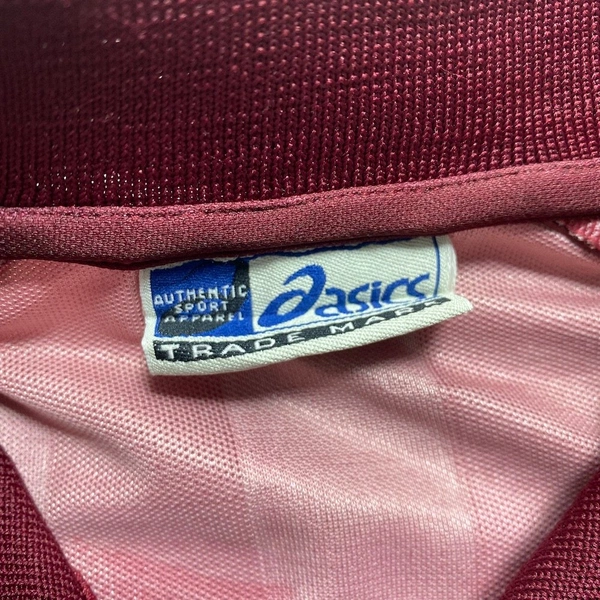 AUTHENTIC
SPORT
APPAREL
asics
TRADE MARK